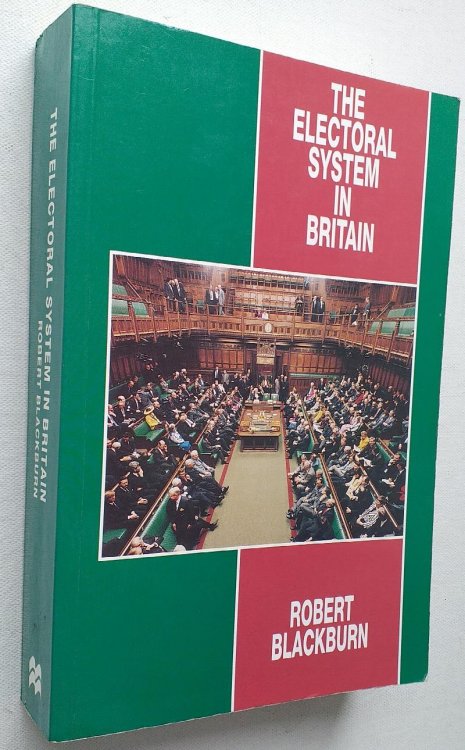 THE
ELECTORAL
SYSTEM
IN
BRITAIN
ROBERT
BLACKBURN
THE ELECTORAL SYSTEM IN BRITAIN
ROBERT BLACKBURN